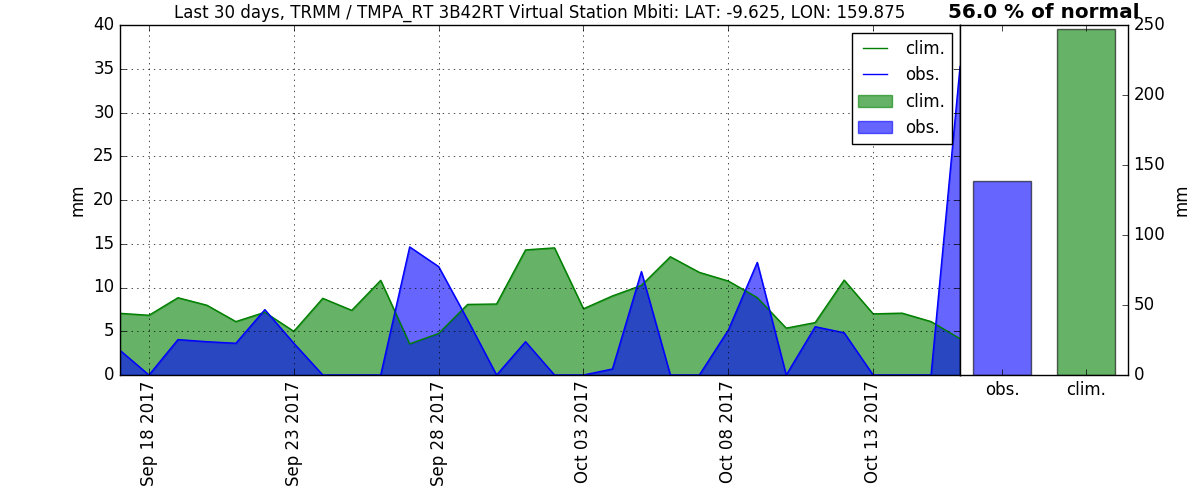 Last 30 days, TRMM / TMPA_RT 3B42RT Virtual Station Mbiti: LAT: -9.625, LON: 159.875
56.0 % of normal
40
35
30
25
20
15
10
5
0
mm
clim.
obs.
clim.
obs.
Sep 18 2017
Sep 23 2017
Sep 28 2017
Oct 03 2017
Oct 08 2017
Oct 13 2017
250
200
150
100
50
0
mm
obs.
clim.